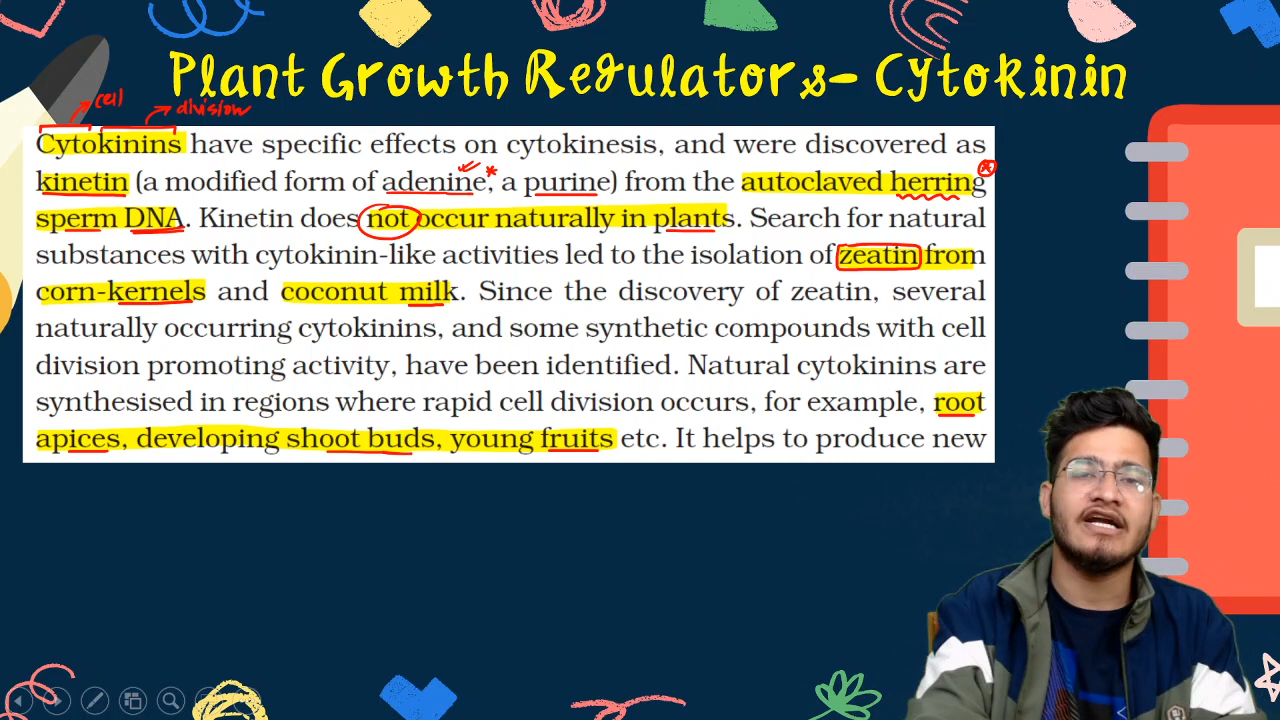 Plant Growth Regulators- Cytokinin
cell
division
Cytokinins have specific effects on cytokinesis, and were discovered as
kinetin (a modified form of adenine, a purine) from the autoclaved herring
sperm DNA. Kinetin does not occur naturally in plants. Search for natural
substances with cytokinin-like activities led to the isolation of zeatin from
corn-kernels and coconut milk. Since the discovery of zeatin, several
naturally occurring cytokinins, and some synthetic compounds with cell
division promoting activity, have been identified. Natural cytokinins are
synthesised in regions where rapid cell division occurs, for example, root
apices, developing shoot buds, young fruits etc. It helps to produce new